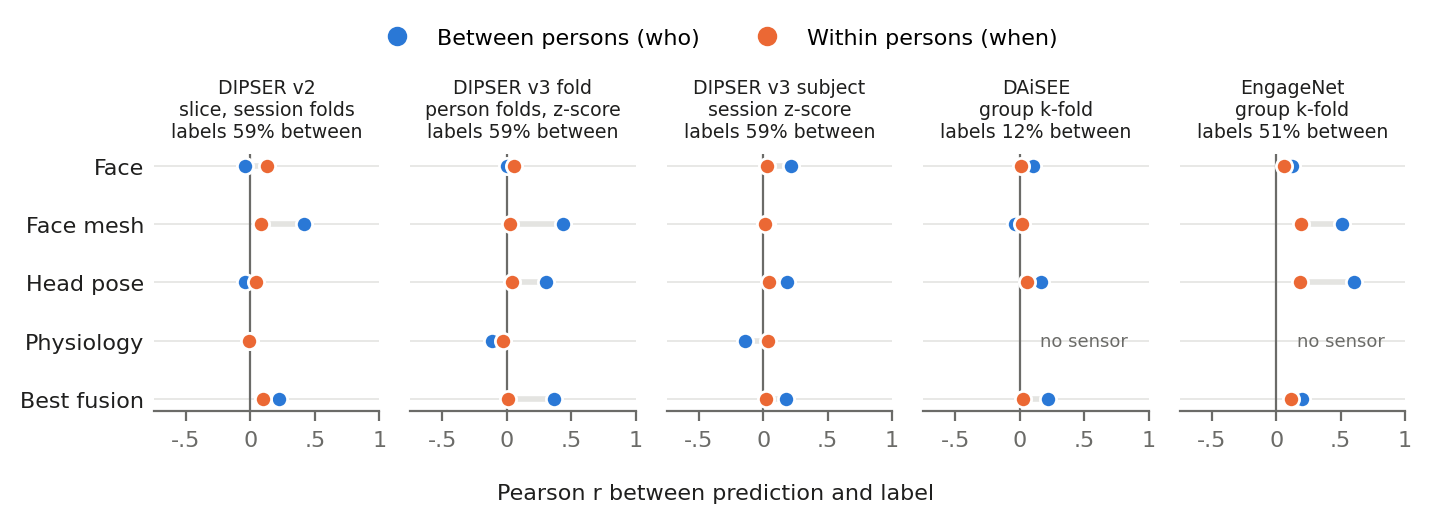 Between persons (who)
Within persons (when)
DIPSER v2
slice, session folds
labels 59% between
DIPSER v3 fold
person folds, z-score
labels 59% between
DIPSER v3 subject
session z-score
labels 59% between
DAiSEE
group k-fold
labels 12% between
EngageNet
group k-fold
labels 51% between
Face
Face mesh
Head pose
Physiology
no sensor
no sensor
Best fusion
-.5 0 .5 1
-.5 0 .5 1
-.5 0 .5 1
-.5 0 .5 1
-.5 0 .5 1
Pearson r between prediction and label